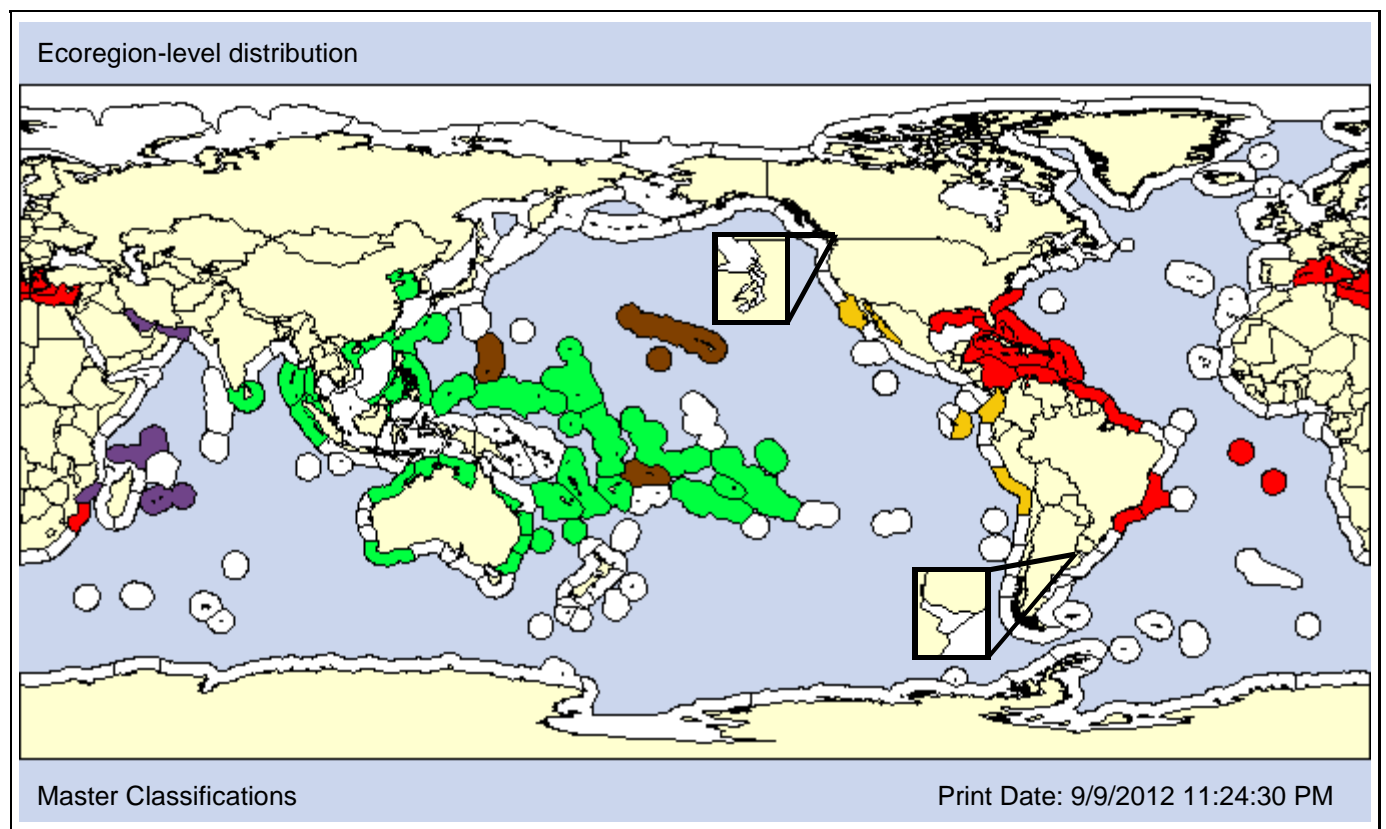 Ecoregion-level distribution
Master Classifications
Print Date: 9/9/2012 11:24:30 PM